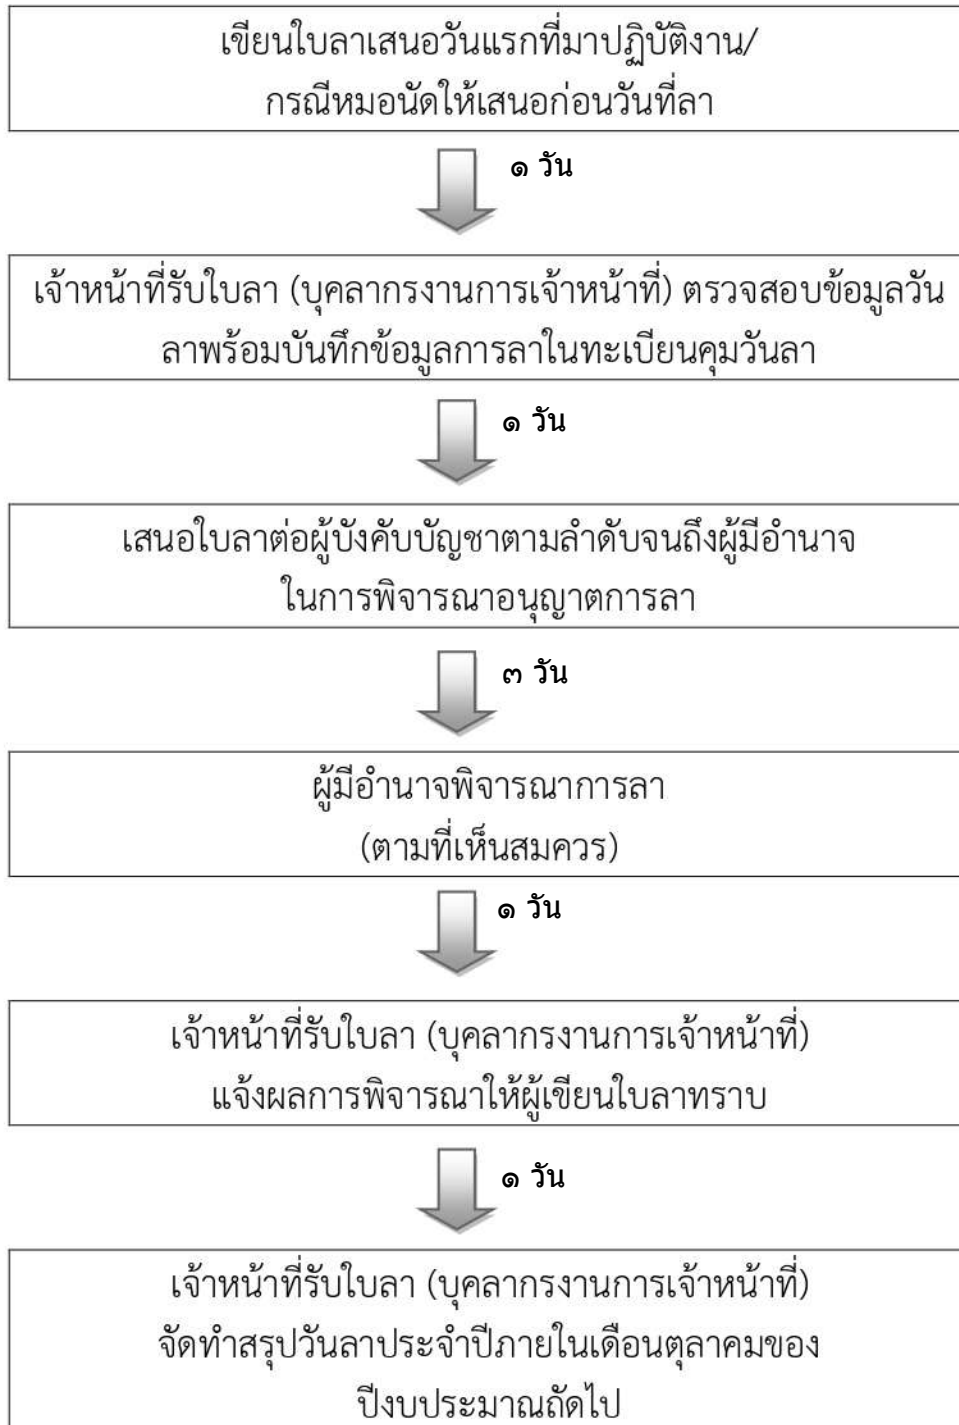 เขียนใบลาเสนอวันแรกที่มาปฏิบัติงาน/
กรณีหมอนัดให้เสนอก่อนวันที่ลา
๑ วัน
เจ้าหน้าที่รับใบลา (บุคลากรงานการเจ้าหน้าที่) ตรวจสอบข้อมูลวัน
ลาพร้อมบันทึกข้อมูลการลาในทะเบียนคุมวันลา
๑ วัน
เสนอใบลาต่อผู้บังคับบัญชาตามลำดับจนถึงผู้มีอำนาจ
ในการพิจารณาอนุญาตการลา
๓ วัน
ผู้มีอำนาจพิจารณาการลา
(ตามที่เห็นสมควร)
๑ วัน
เจ้าหน้าที่รับใบลา (บุคลากรงานการเจ้าหน้าที่)
แจ้งผลการพิจารณาให้ผู้เขียนใบลาทราบ
๑ วัน
เจ้าหน้าที่รับใบลา (บุคลากรงานการเจ้าหน้าที่)
จัดทำสรุปวันลาประจำปีภายในเดือนตุลาคมของ
ปีงบประมาณถัดไป